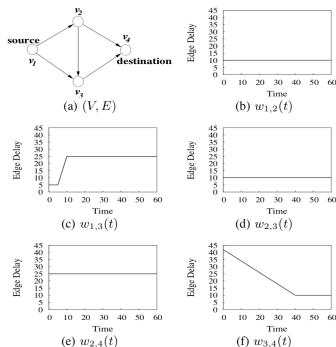 v2
source
v4
v1
destination
v3
(a) (V, E)
45
40
35
30
25
20
15
10
5
0
Edge Delay
0 10 20 30 40 50 60
Time
(b) w1,2(t)
45
40
35
30
25
20
15
10
5
0
Edge Delay
0 10 20 30 40 50 60
Time
(c) w1,3(t)
45
40
35
30
25
20
15
10
5
0
Edge Delay
0 10 20 30 40 50 60
Time
(d) w2,3(t)
45
40
35
30
25
20
15
10
5
0
Edge Delay
0 10 20 30 40 50 60
Time
(e) w2,4(t)
45
40
35
30
25
20
15
10
5
0
Edge Delay
0 10 20 30 40 50 60
Time
(f) w3,4(t)